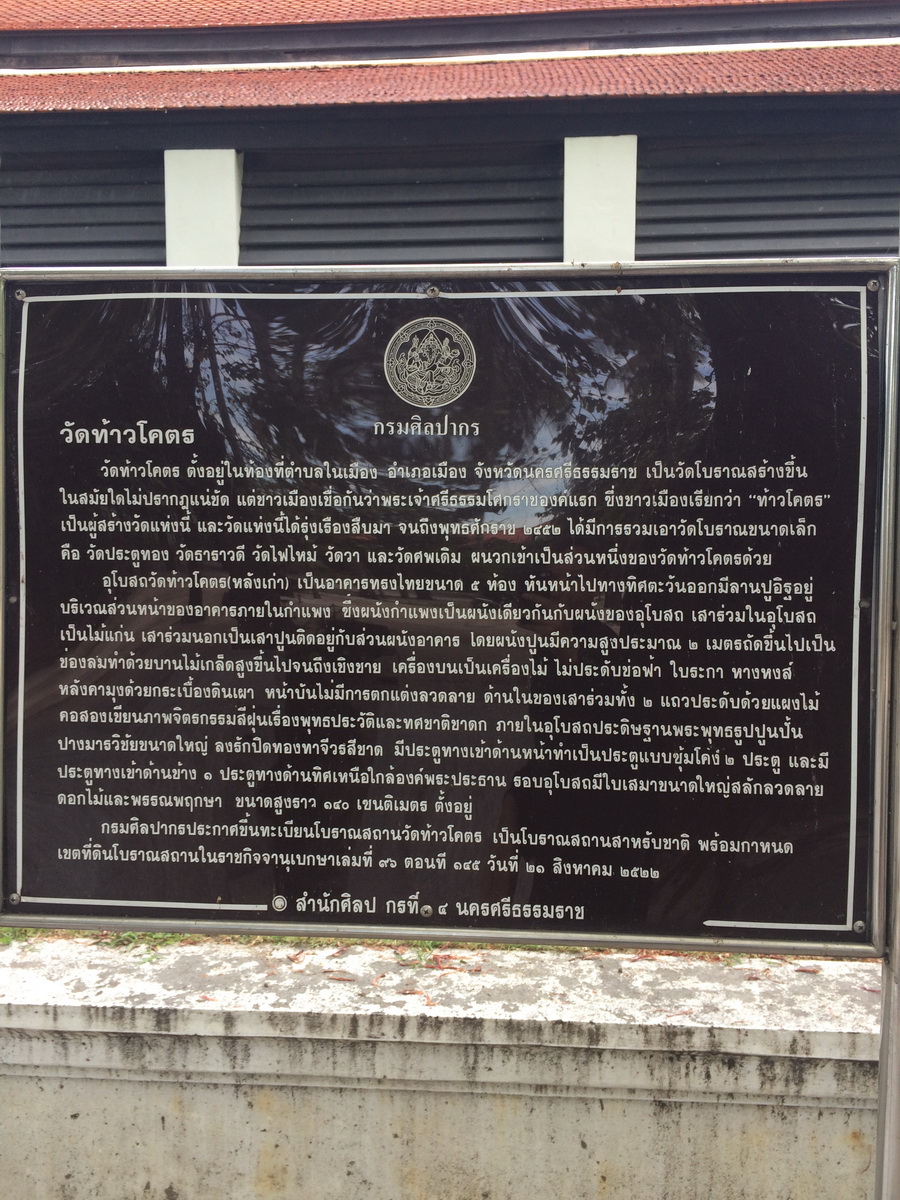 กรมศิลปากร
วัดท้าวโคตร
วัดท้าวโคตร ตั้งอยู่ในท้องที่ตำบลในเมือง อำเภอเมือง จังหวัดนครศรีธรรมราช เป็นวัดโบราณสร้างขึ้น
ในสมัยใดไม่ปรากฏแน่ชัด แต่ชาวเมืองเชื่อกันว่าพระเจ้าศรีธรรมโศกราชองค์แรก ซึ่งชาวเมืองเรียกว่า “ท้าวโคตร”
เป็นผู้สร้างวัดแห่งนี้ และวัดแห่งนี้ได้รุ่งเรืองสืบมา จนถึงพุทธศักราช ๒๔๕๒ ได้มีการรวมเอาวัดโบราณขนาดเล็ก
คือ วัดประตูทอง วัดธาราวดี วัดไฟไหม้ วัดวา และวัดศพเดิม ผนวกเข้าเป็นส่วนหนึ่งของวัดท้าวโคตรด้วย
อุโบสถวัดท้าวโคตร(หลังเก่า) เป็นอาคารทรงไทยขนาด ๕ ห้อง หันหน้าไปทางทิศตะวันออกมีลานปูอิฐอยู่
บริเวณส่วนหน้าของอาคารภายในกำแพง ซึ่งผนังกำแพงเป็นผนังเดียวกันกับผนังของอุโบสถ เสาร่วมในอุโบสถ
เป็นไม้แก่น เสาร่วมนอกเป็นเสาปูนติดอยู่กับส่วนผนังอาคาร โดยผนังปูนมีความสูงประมาณ ๒ เมตรถัดขึ้นไปเป็น
ช่องลมทำด้วยบานไม้เกล็ดสูงขึ้นไปจนถึงเชิงชาย เครื่องบนเป็นเครื่องไม้ ไม่ประดับช่อฟ้า ใบระกา หางหงส์
หลังคามุงด้วยกระเบื้องดินเผา หน้าบันไม่มีการตกแต่งลวดลาย ด้านในของเสาร่วมทั้ง ๒ แถวประดับด้วยแผงไม้
คอสองเขียนภาพจิตรกรรมสีฝุ่นเรื่องพุทธประวัติและทศชาติชาดก ภายในอุโบสถประดิษฐานพระพุทธรูปปูนปั้น
ปางมารวิชัยขนาดใหญ่ ลงรักปิดทองทาจีวรสีชาด มีประตูทางเข้าด้านหน้าทำเป็นประตูแบบซุ้มโค้ง ๒ ประตู และมี
ประตูทางเข้าด้านข้าง ๑ ประตูทางด้านทิศเหนือใกล้องค์พระประธาน รอบอุโบสถมีใบเสมาขนาดใหญ่สลักลวดลาย
ดอกไม้และพรรณพฤกษา ขนาดสูงราว ๑๔๐ เซนติเมตร ตั้งอยู่
กรมศิลปากรประกาศขึ้นทะเบียนโบราณสถานวัดท้าวโคตร เป็นโบราณสถานสำหรับชาติ พร้อมกำหนด
เขตที่ดินโบราณสถานในราชกิจจานุเบกษาเล่มที่ ๙๖ ตอนที่ ๑๔๕ วันที่ ๒๑ สิงหาคม ๒๕๒๒
สำนักศิลป กรที่ ๔ นครศรีธรรมราช